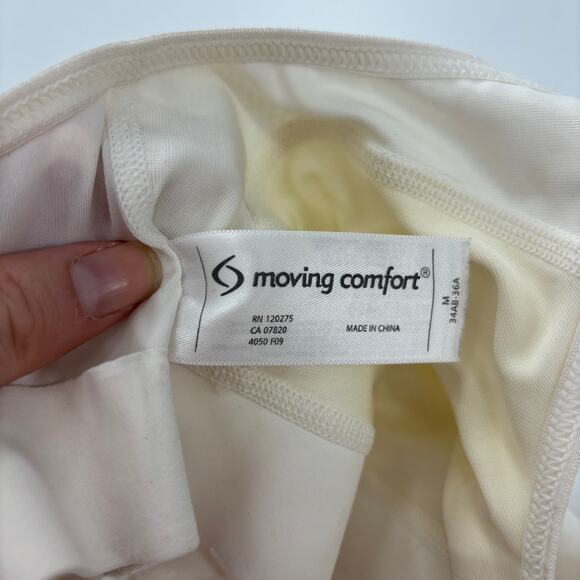 moving comfort®
RN 120275
CA 07820
4050 F09
MADE IN CHINA
M
34AB-36A